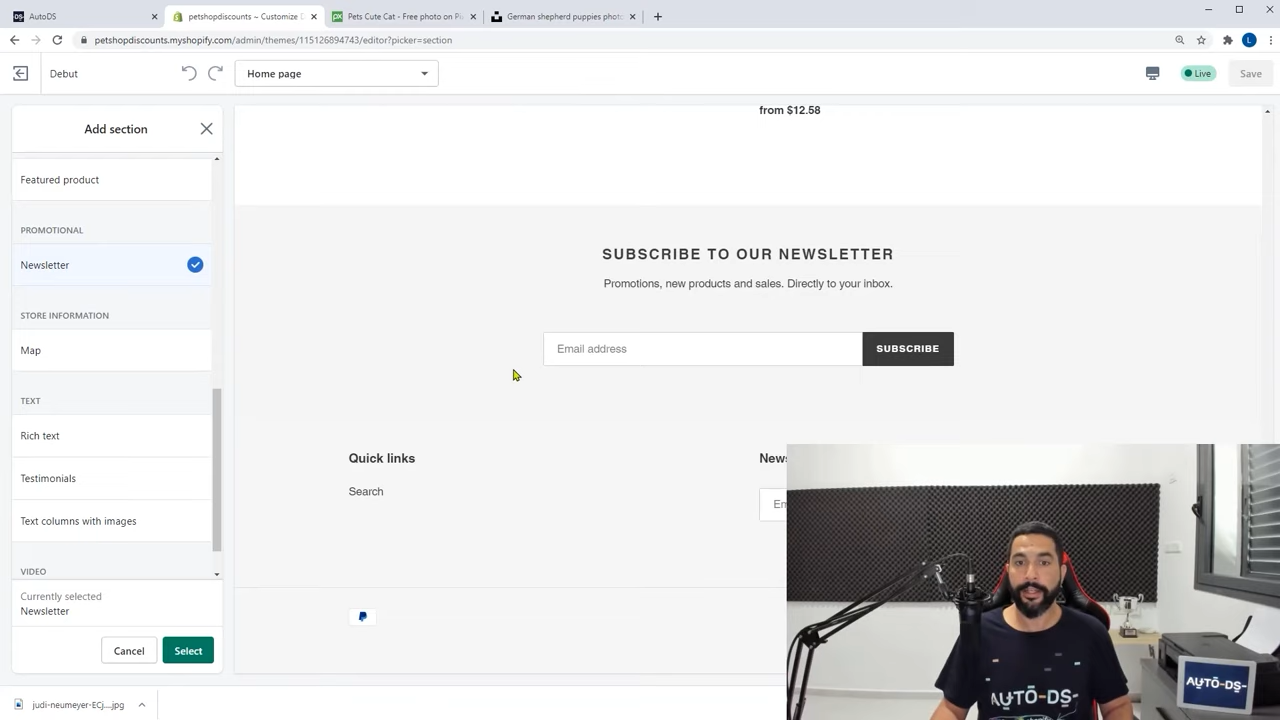 AutoDS
petshopdiscounts ~ Customize D
Pets Cute Cat - Free photo on Pi
German shepherd puppies phot
petshopdiscounts.myshopify.com/admin/themes/115126894743/editor?picker=section
L
Debut
Home page
Live
Save
Add section
from $12.58
Featured product
PROMOTIONAL
Newsletter
STORE INFORMATION
Map
TEXT
Rich text
Testimonials
Text columns with images
VIDEO
Currently selected
Newsletter
Cancel
Select
SUBSCRIBE TO OUR NEWSLETTER
Promotions, new products and sales. Directly to your inbox.
Email address
SUBSCRIBE
Quick links
Search
News
Em
AUTO-DS-
AUTO-DS-
judi-neumeyer-ECj....jpg